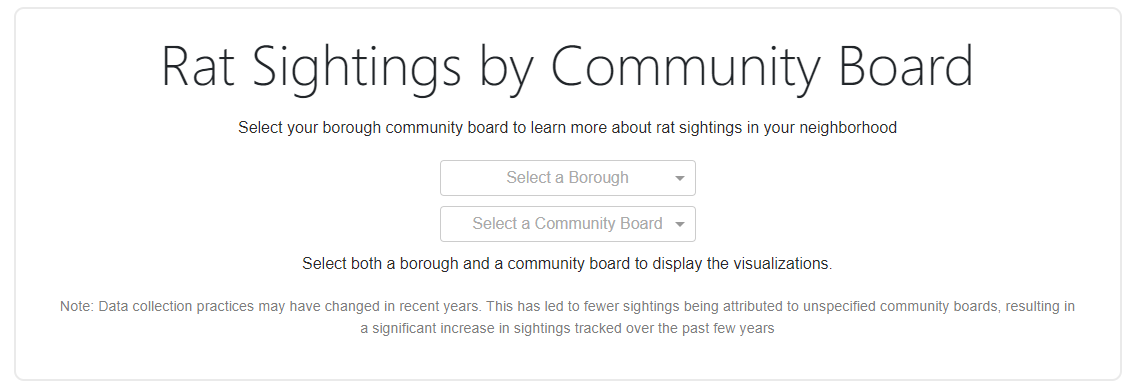 Rat Sightings by Community Board
Select your borough community board to learn more about rat sightings in your neighborhood
Select a Borough
Select a Community Board
Select both a borough and a community board to display the visualizations.
Note: Data collection practices may have changed in recent years. This has led to fewer sightings being attributed to unspecified community boards, resulting in
a significant increase in sightings tracked over the past few years